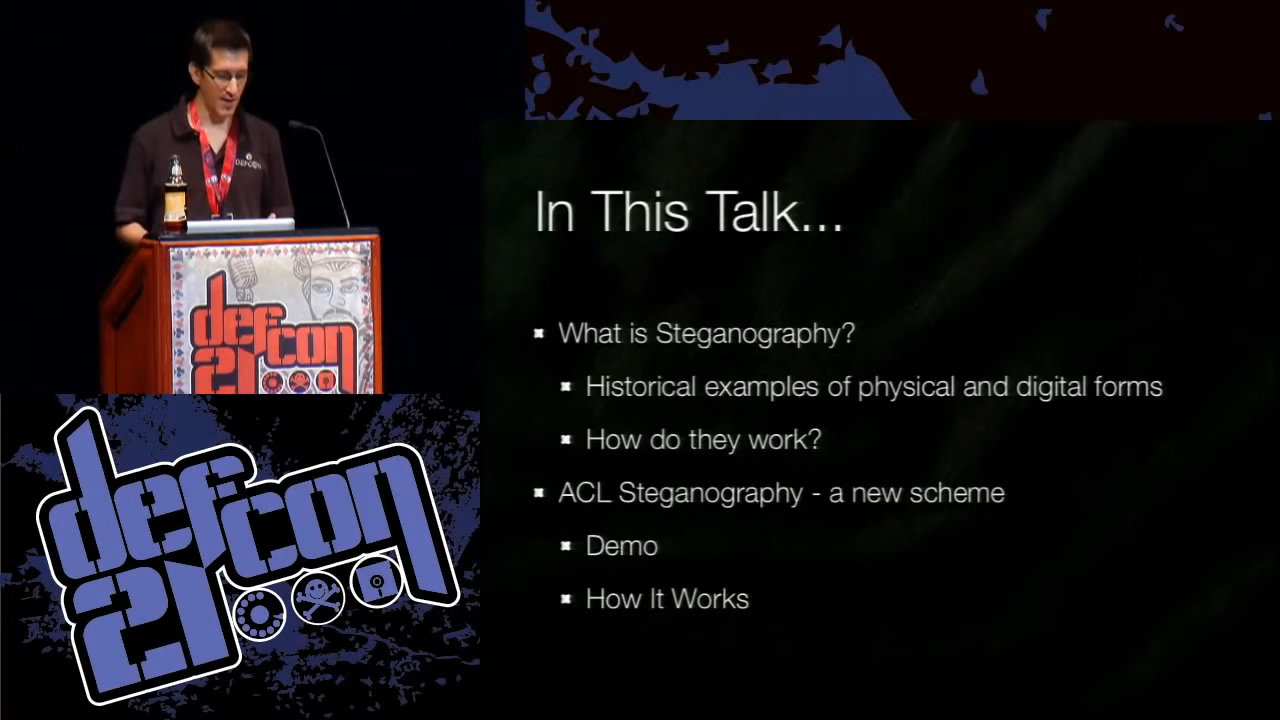 DEFCON
defcon
21
defcon
21
In This Talk...
What is Steganography?
Historical examples of physical and digital forms
How do they work?
ACL Steganography - a new scheme
Demo
How It Works